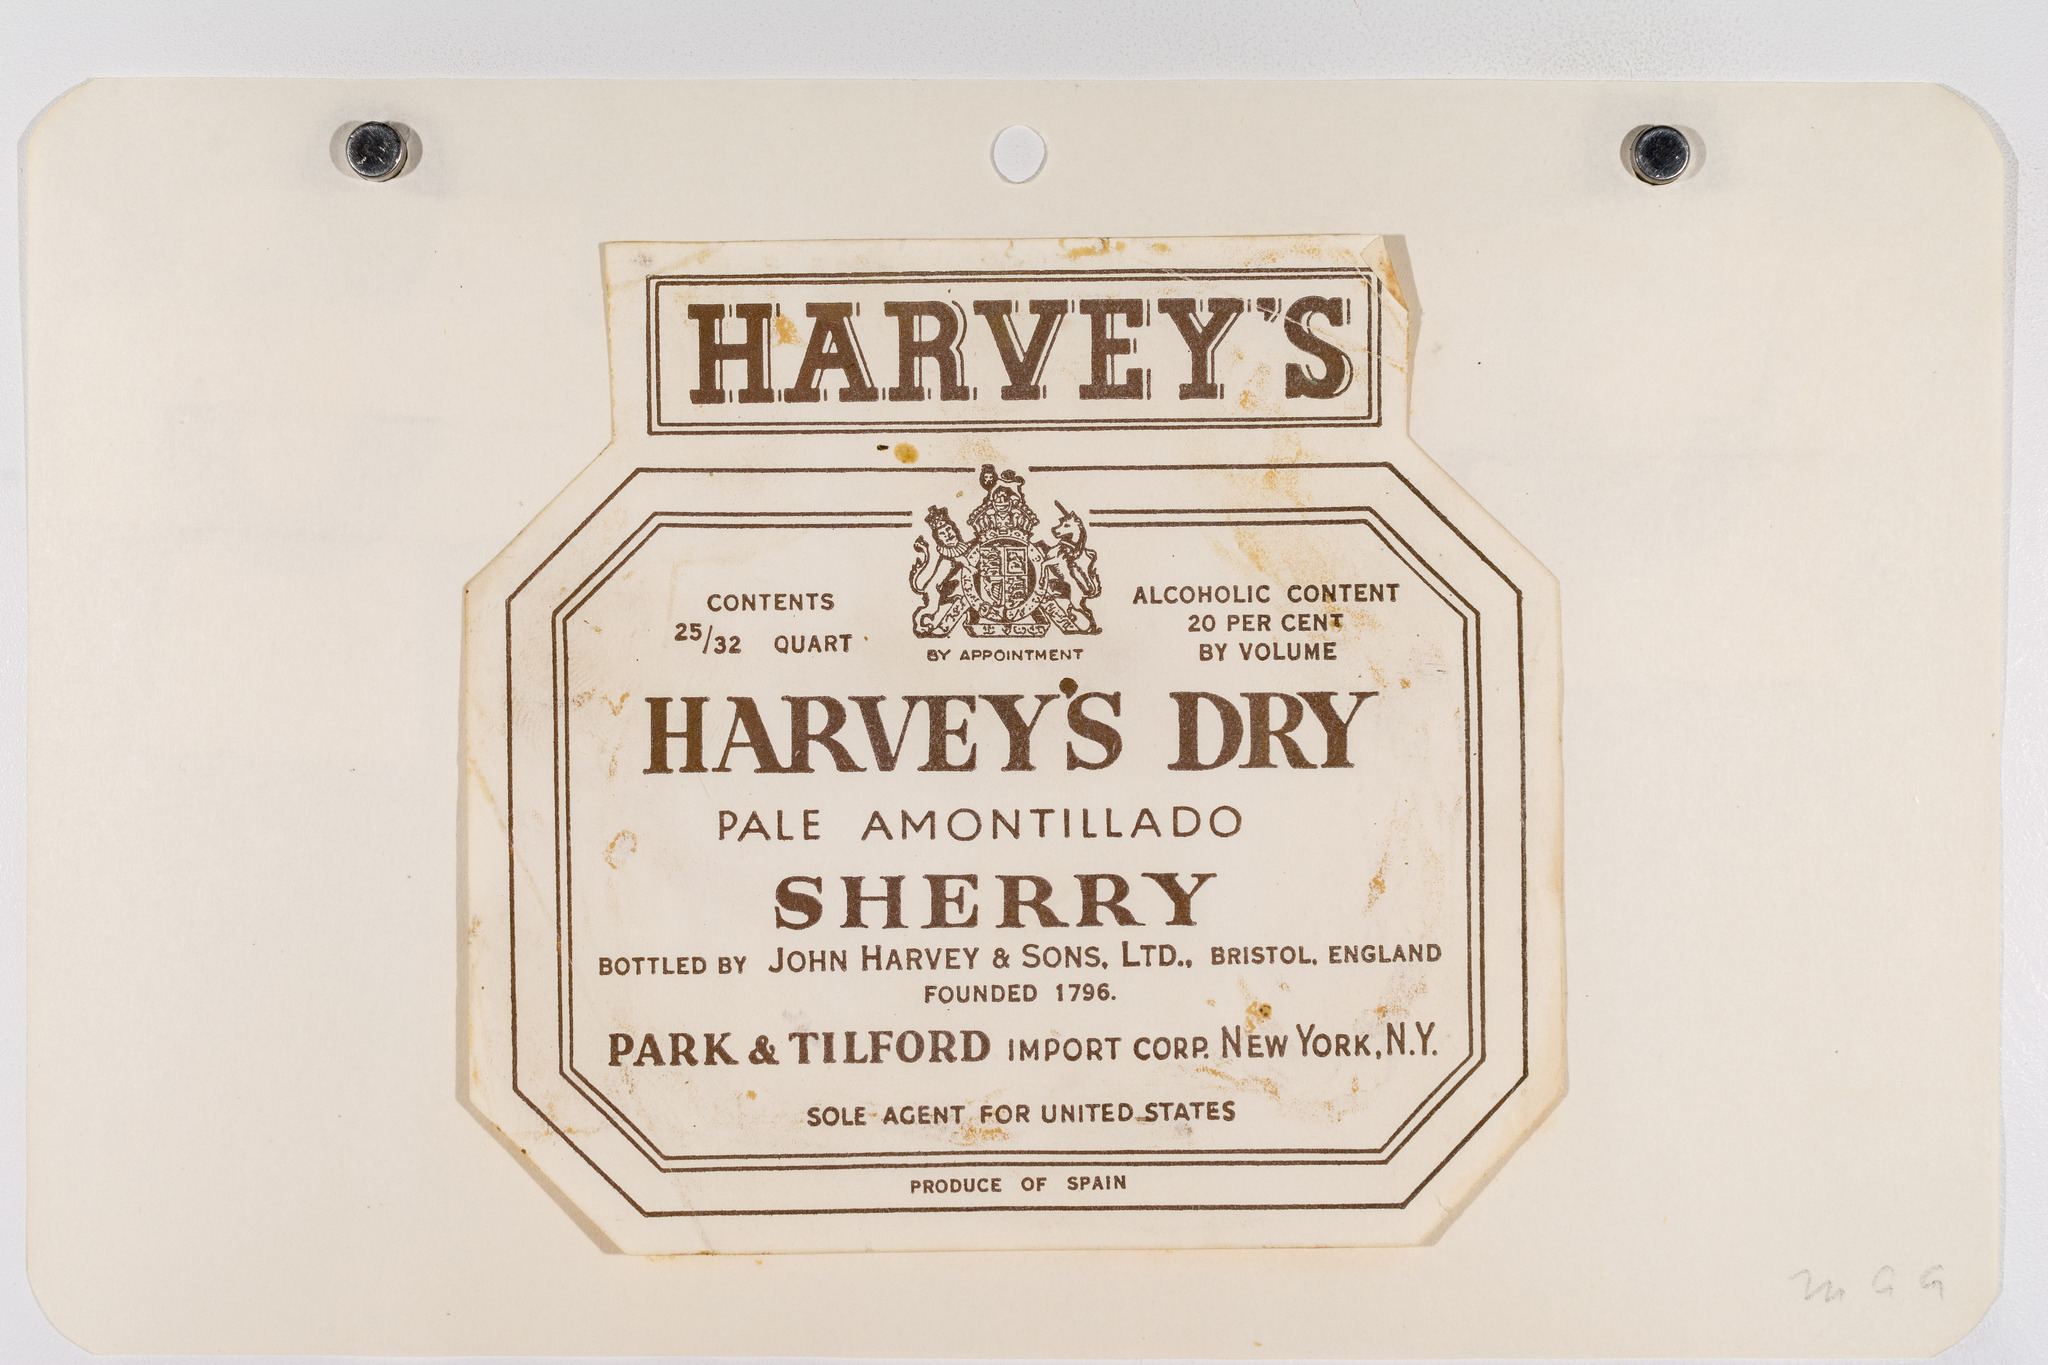 HARVEY'S
CONTENTS
25/32 QUART
BY APPOINTMENT
ALCOHOLIC CONTENT
20 PER CENT
BY VOLUME
HARVEY'S DRY
PALE AMONTILLADO
SHERRY
BOTTLED BY JOHN HARVEY & SONS, LTD., BRISTOL, ENGLAND
FOUNDED 1796.
PARK & TILFORD IMPORT CORP. NEW YORK, N.Y.
SOLE AGENT FOR UNITED STATES
PRODUCE OF SPAIN